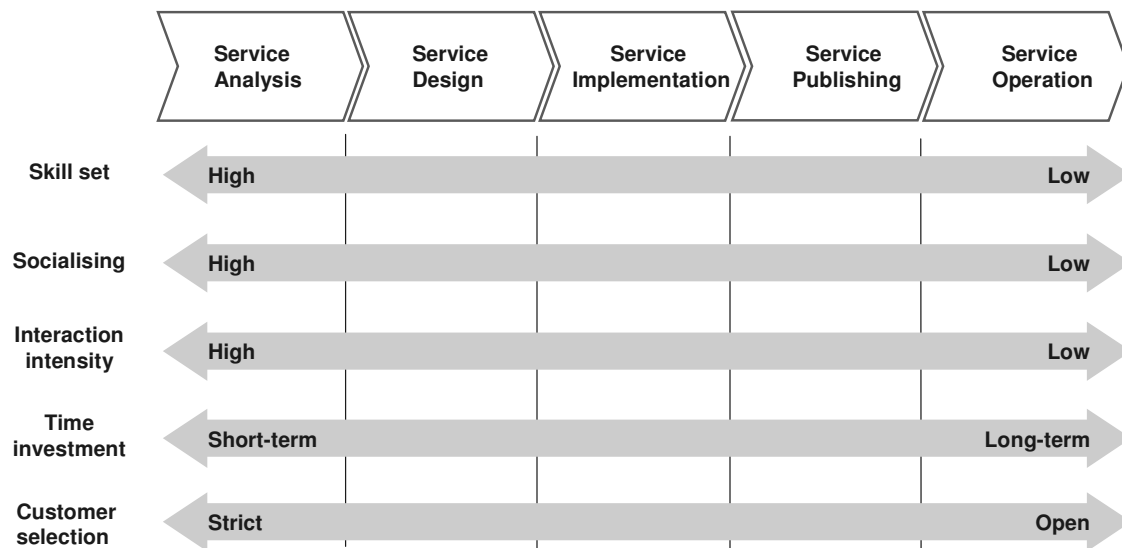 Service
Analysis
Service
Design
Service
Implementation
Service
Publishing
Service
Operation
Skill set
High
Low
Socialising
High
Low
Interaction
intensity
High
Low
Time
investment
Short-term
Long-term
Customer
selection
Strict
Open